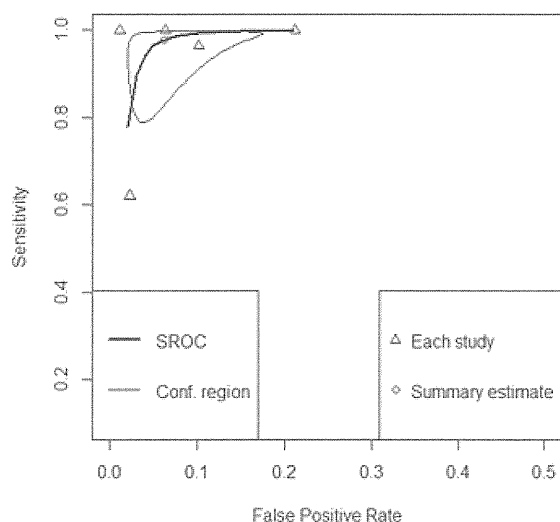 1.0
0.8
0.6
0.4
0.2
Sensitivity
SROC
Conf. region
Each study
Summary estimate
0.0 0.1 0.2 0.3 0.4 0.5
False Positive Rate